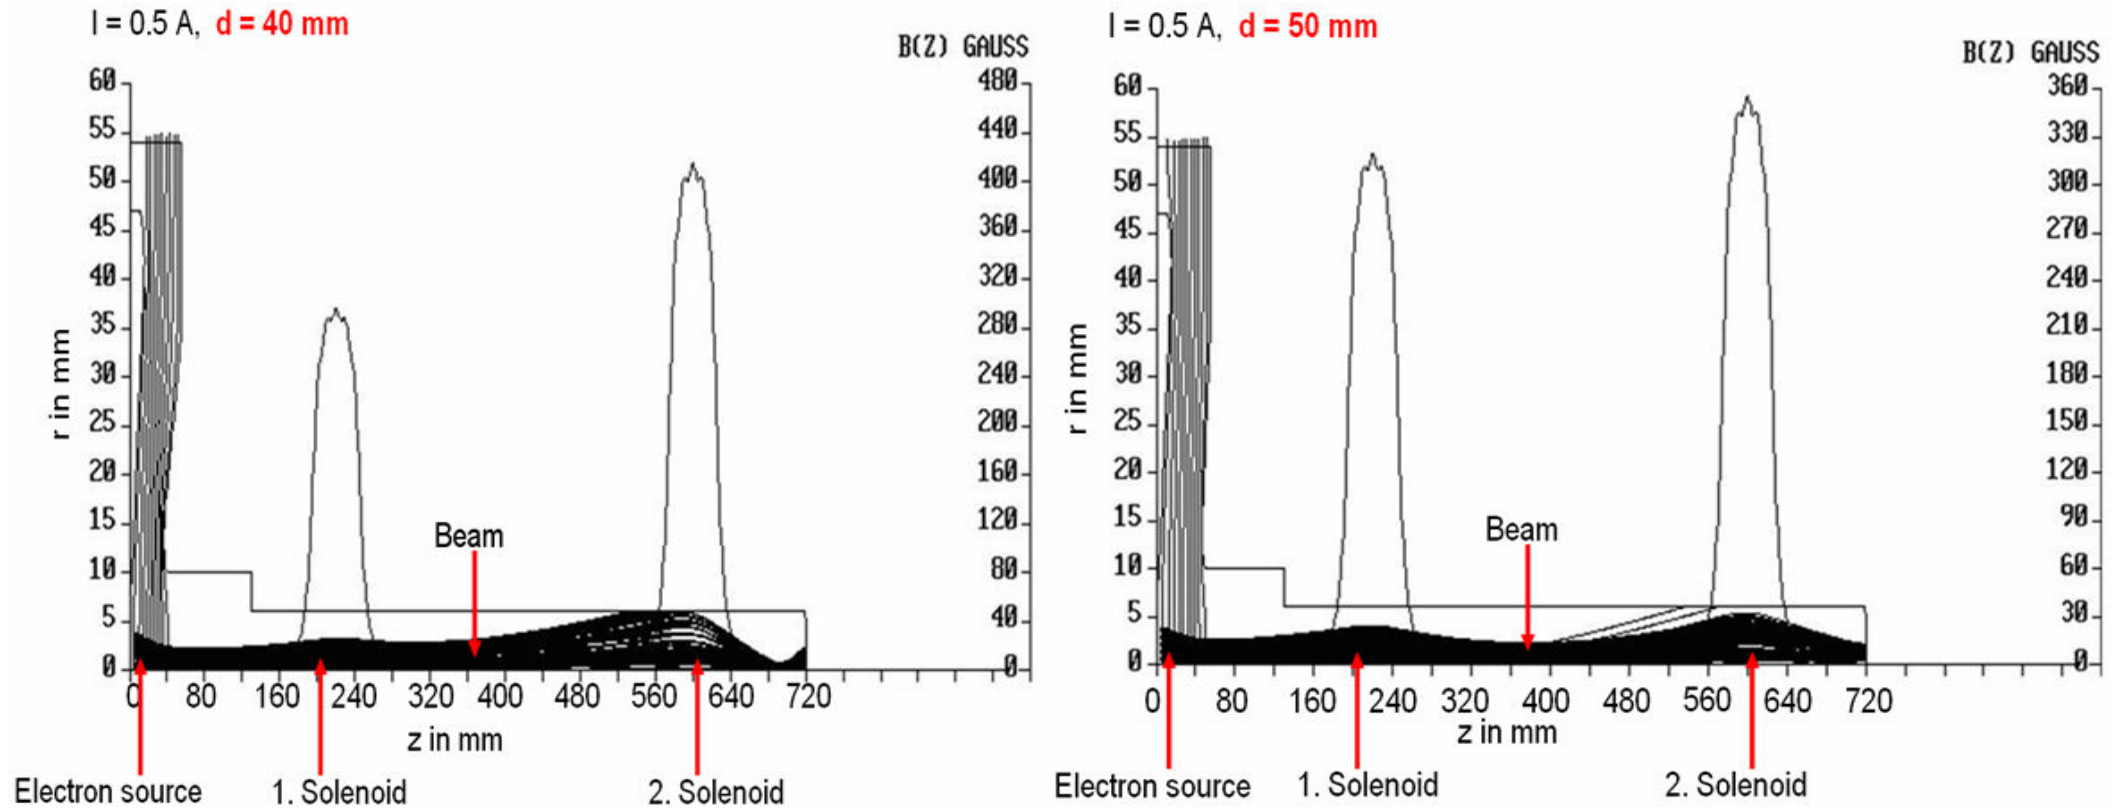 I = 0.5 A, d = 40 mm
B(Z) GAUSS
60
55
50
45
40
35
30
25
20
15
10
5
0
r in mm
480
440
400
360
320
280
240
200
160
120
80
40
0
Beam
0 80 160 240 320 400 480 560 640 720
z in mm
Electron source
1. Solenoid
2. Solenoid
I = 0.5 A, d = 50 mm
B(Z) GAUSS
60
55
50
45
40
35
30
25
20
15
10
5
0
r in mm
360
330
300
270
240
210
180
150
120
90
60
30
0
Beam
0 80 160 240 320 400 480 560 640 720
z in mm
Electron source
1. Solenoid
2. Solenoid